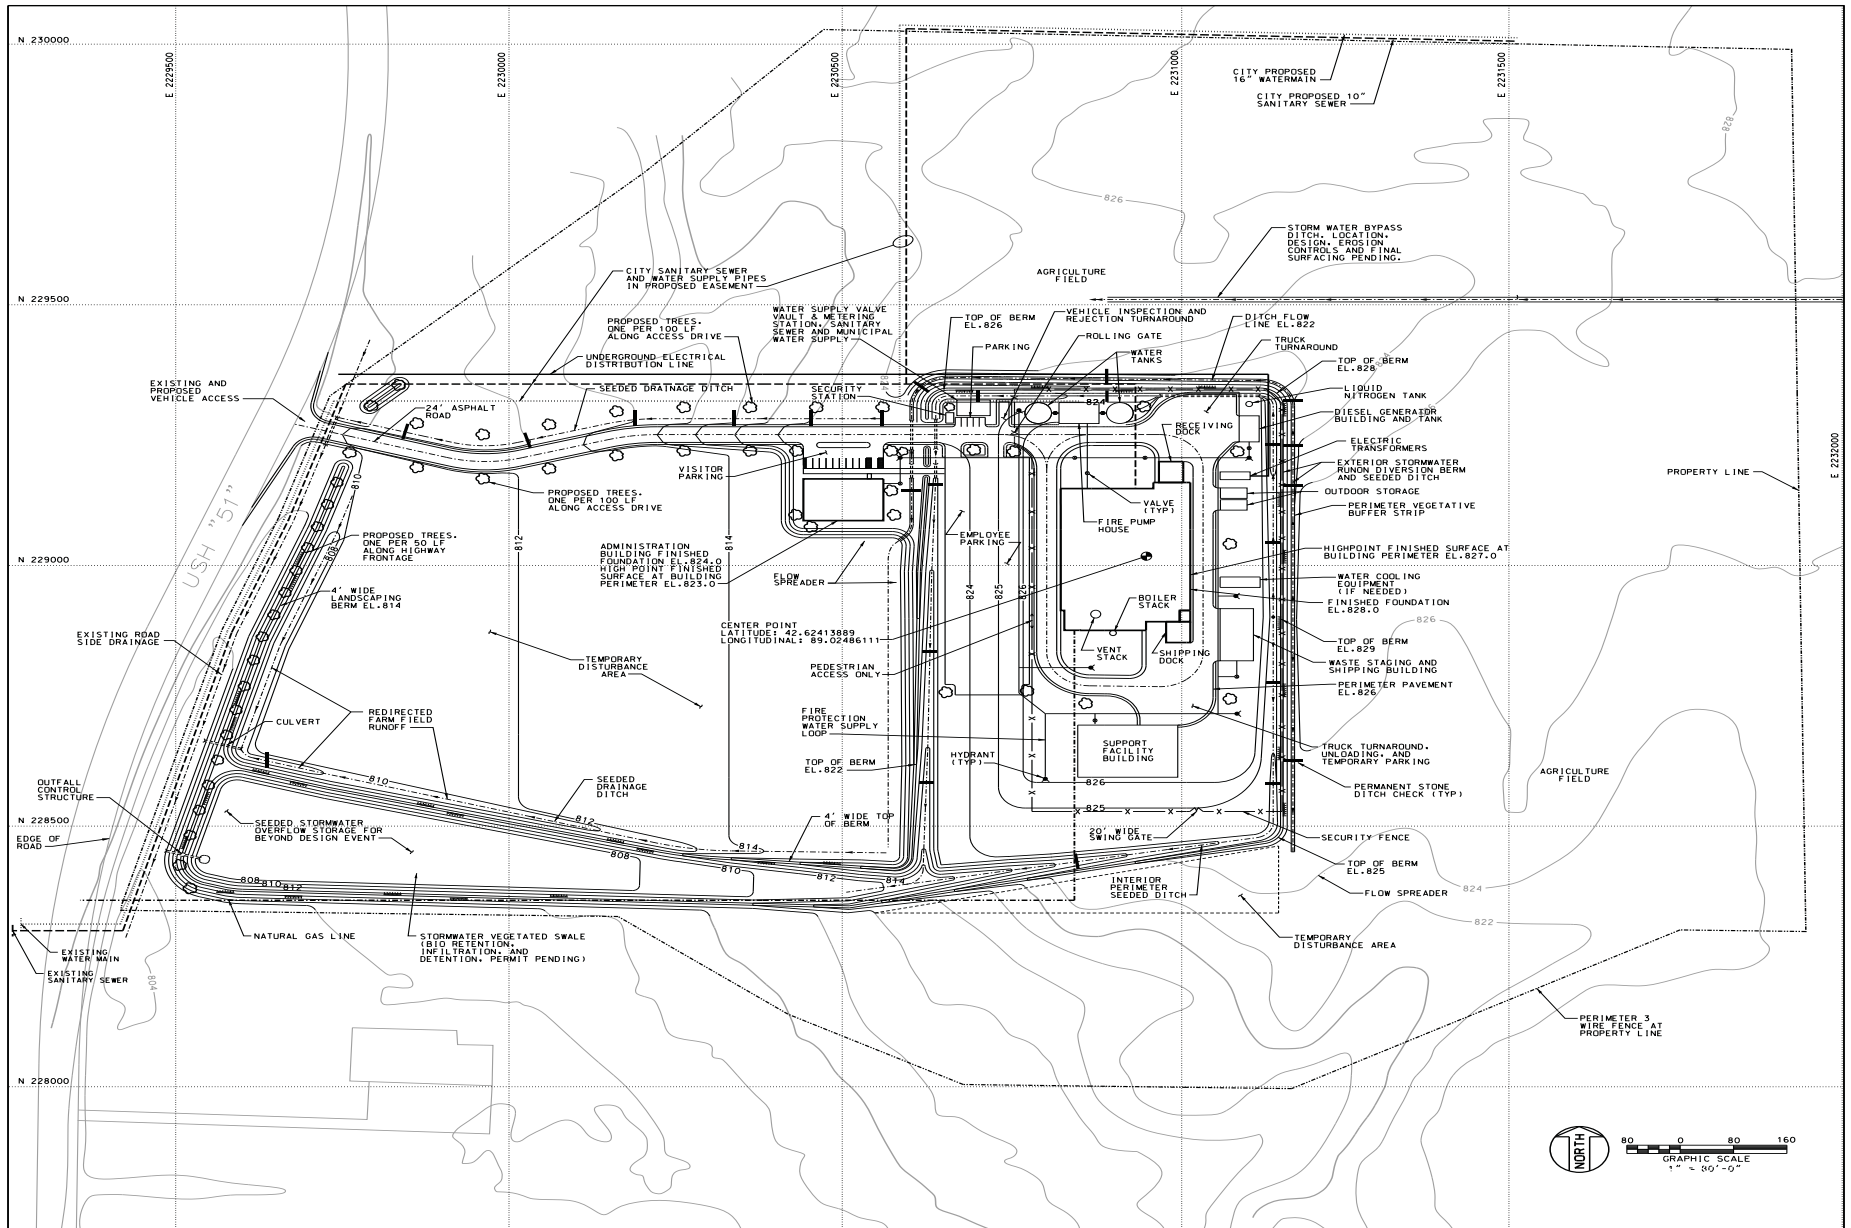 N 230000
E 2229500
E 2230000
E 2230500
E 2231000
E 2231500
CITY PROPOSED
16" WATERMAIN
CITY PROPOSED 10"
SANITARY SEWER
828
826
STORM WATER BYPASS
DITCH. LOCATION.
DESIGN. EROSION
CONTROLS AND FINAL
SURFACING PENDING.
AGRICULTURE
FIELD
CITY SANITARY SEWER
AND WATER SUPPLY PIPES
IN PROPOSED EASEMENT
N 229500
WATER SUPPLY VALVE
VAULT & METERING
STATION. SANITARY
SEWER AND MUNICIPAL
WATER SUPPLY
TOP OF BERM
EL.826
VEHICLE INSPECTION AND
REJECTION TURNAROUND
DITCH FLOW
LINE EL.822
PROPOSED TREES.
ONE PER 100 LF
ALONG ACCESS DRIVE
ROLLING GATE
PARKING
WATER
TANKS
TRUCK
TURNAROUND
UNDERGROUND ELECTRICAL
DISTRIBUTION LINE
TOP OF BERM
EL.828
EXISTING AND
PROPOSED
VEHICLE ACCESS
SEEDED DRAINAGE DITCH
SECURITY
STATION
824
LIQUID
NITROGEN TANK
24' ASPHALT
ROAD
DIESEL GENERATOR
BUILDING AND TANK
RECEIVING
DOCK
ELECTRIC
TRANSFORMERS
VISITOR
PARKING
EXTERIOR STORMWATER
RUNON DIVERSION BERM
AND SEEDED DITCH
PROPERTY LINE
E 2232000
810
PROPOSED TREES.
ONE PER 100 LF
ALONG ACCESS DRIVE
OUTDOOR STORAGE
VALVE
(TYP)
PERIMETER VEGETATIVE
BUFFER STRIP
USH "51"
FIRE PUMP
HOUSE
PROPOSED TREES.
ONE PER 50 LF
ALONG HIGHWAY
FRONTAGE
808
812
814
EMPLOYEE
PARKING
ADMINISTRATION
BUILDING FINISHED
FOUNDATION EL.824.0
HIGH POINT FINISHED
SURFACE AT BUILDING
PERIMETER EL.823.0
HIGHPOINT FINISHED SURFACE AT
BUILDING PERIMETER EL.827.0
N 229000
FLOW
SPREADER
WATER COOLING
EQUIPMENT
(IF NEEDED)
4' WIDE
LANDSCAPING
BERM EL.814
824
825
826
BOILER
STACK
FINISHED FOUNDATION
EL.828.0
CENTER POINT
LATITUDE: 42.62413889
LONGITUDINAL: 89.02486111
826
EXISTING ROAD
SIDE DRAINAGE
TOP OF BERM
EL.829
VENT
STACK
SHIPPING
DOCK
TEMPORARY
DISTURBANCE
AREA
WASTE STAGING AND
SHIPPING BUILDING
PEDESTRIAN
ACCESS ONLY
PERIMETER PAVEMENT
EL.826
REDIRECTED
FARM FIELD
RUNOFF
FIRE
PROTECTION
WATER SUPPLY
LOOP
CULVERT
SUPPORT
FACILITY
BUILDING
TRUCK TURNAROUND.
UNLOADING. AND
TEMPORARY PARKING
HYDRANT
(TYP)
TOP OF BERM
EL.822
AGRICULTURE
FIELD
OUTFALL
CONTROL
STRUCTURE
810
SEEDED
DRAINAGE
DITCH
826
PERMANENT STONE
DITCH CHECK (TYP)
825
N 228500
SEEDED STORMWATER
OVERFLOW STORAGE FOR
BEYOND DESIGN EVENT
812
4' WIDE TOP
OF BERM
20' WIDE
SWING GATE
SECURITY FENCE
EDGE OF
ROAD
808
814
810
812
814
808
810
812
TOP OF BERM
EL.825
INTERIOR
PERIMETER
SEEDED DITCH
FLOW SPREADER
824
822
NATURAL GAS LINE
STORMWATER VEGETATED SWALE
(BIO RETENTION.
INFILTRATION. AND
DETENTION. PERMIT PENDING)
TEMPORARY
DISTURBANCE AREA
EXISTING
WATER MAIN
EXISTING
SANITARY SEWER
804
PERIMETER 3
WIRE FENCE AT
PROPERTY LINE
N 228000
NORTH
80 0 80 160
GRAPHIC SCALE